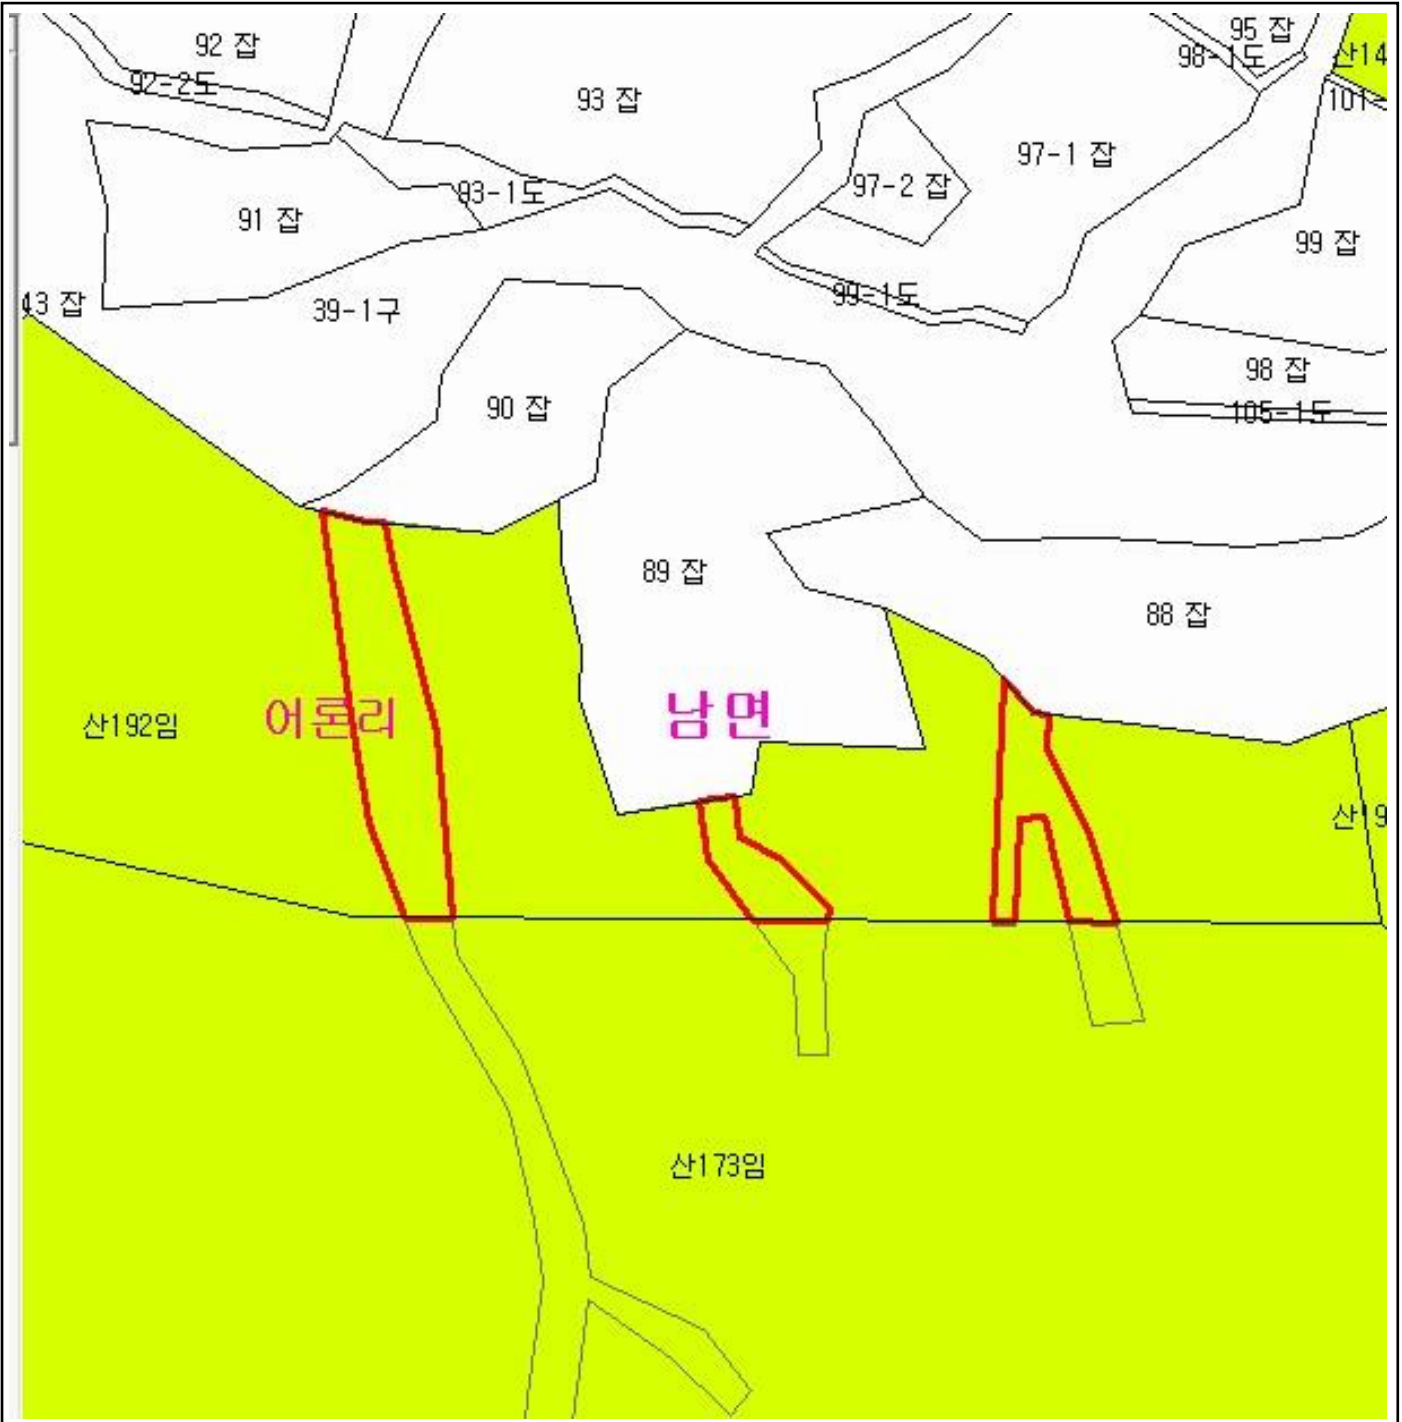 92 잡
95 잡
98-1도
산14
92-2도
93 잡
101-
97-1 잡
97-2 잡
93-1도
91 잡
99 잡
99-1도
43 잡
39-1구
98 잡
90 잡
105-1도
89 잡
88 잡
산192임
어론리
남면
산19
산173임